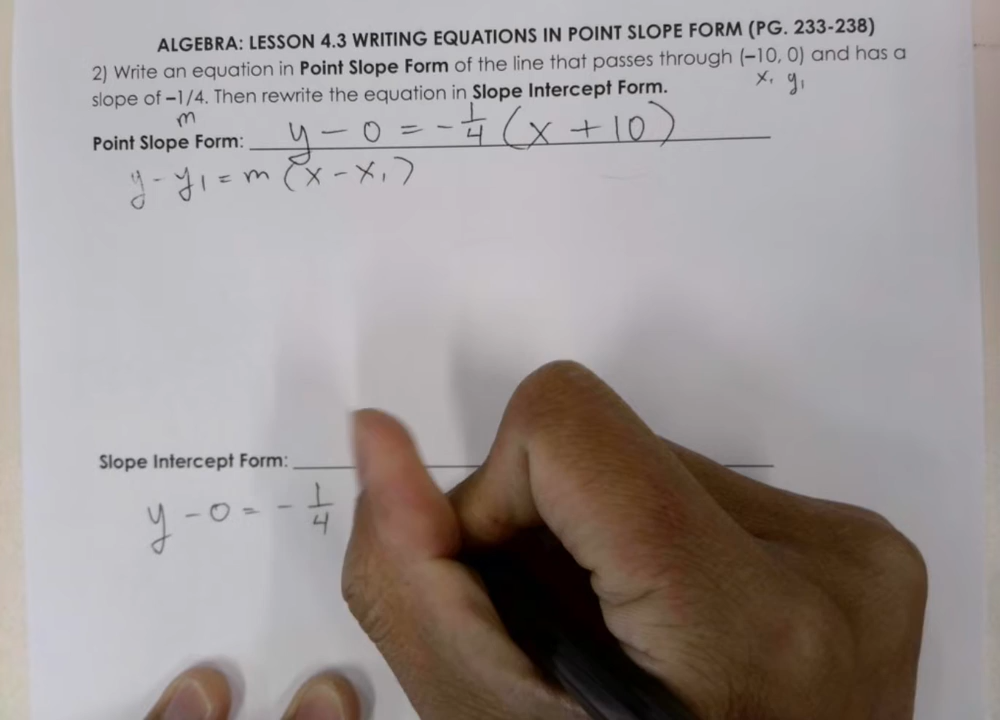 ALGEBRA: LESSON 4.3 WRITING EQUATIONS IN POINT SLOPE FORM (PG. 233-238)
2) Write an equation in Point Slope Form of the line that passes through (–10, 0) and has a
x₁ y₁
slope of –1/4. Then rewrite the equation in Slope Intercept Form.
m
Point Slope Form: y - 0 = - 1/4 (x + 10)
y - y₁ = m (x - x₁)
Slope Intercept Form:
y - 0 = - 1/4